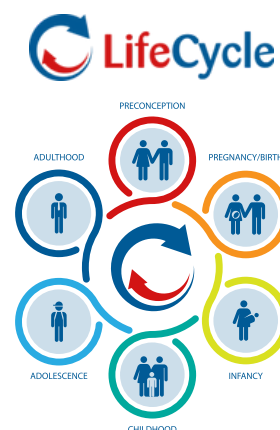 LifeCycle
PRECONCEPTION
ADULTHOOD
PREGNANCY/BIRTH
ADOLESCENCE
INFANCY
CHILDHOOD